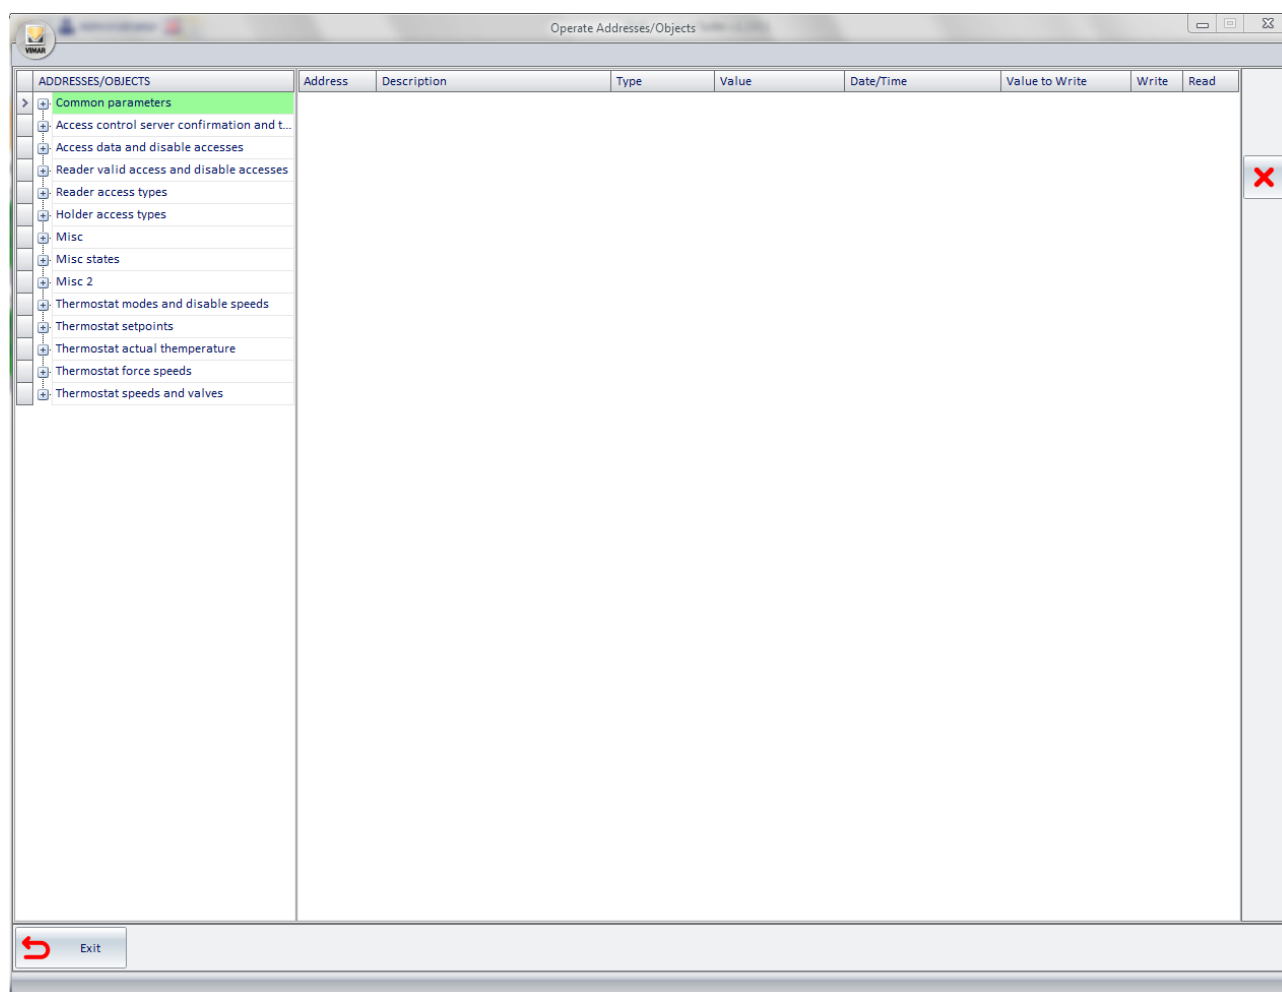 Operate Addresses/Objects
VIMAR
ADDRESSES/OBJECTS Address Description Type Value Date/Time Value to Write Write Read
Common parameters
Access control server confirmation and t...
Access data and disable accesses
Reader valid access and disable accesses
Reader access types
Holder access types
Misc
Misc states
Misc 2
Thermostat modes and disable speeds
Thermostat setpoints
Thermostat actual themperature
Thermostat force speeds
Thermostat speeds and valves
Exit